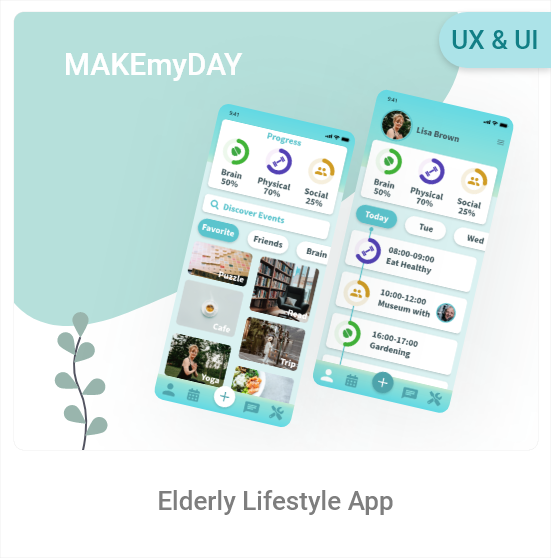 UX & UI
MAKEmyDAY
9:41
Progress
Brain
50%
Physical
70%
Social
25%
Discover Events
Favorite
Friends
Brain
Puzzle
Read
Cafe
Trip
Yoga
9:41
Lisa Brown
Brain
50%
Physical
70%
Social
25%
Today
Tue
Wed
08:00-09:00
Eat Healthy
10:00-12:00
Museum with
16:00-17:00
Gardening
Elderly Lifestyle App